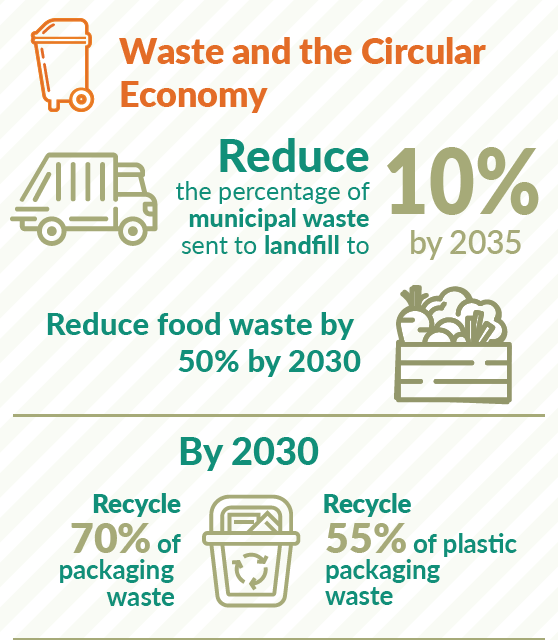 Waste and the Circular
Economy
Reduce
the percentage of
municipal waste
sent to landfill to
10%
by 2035
Reduce food waste by
50% by 2030
By 2030
Recycle
70% of
packaging
waste
Recycle
55% of plastic
packaging
waste